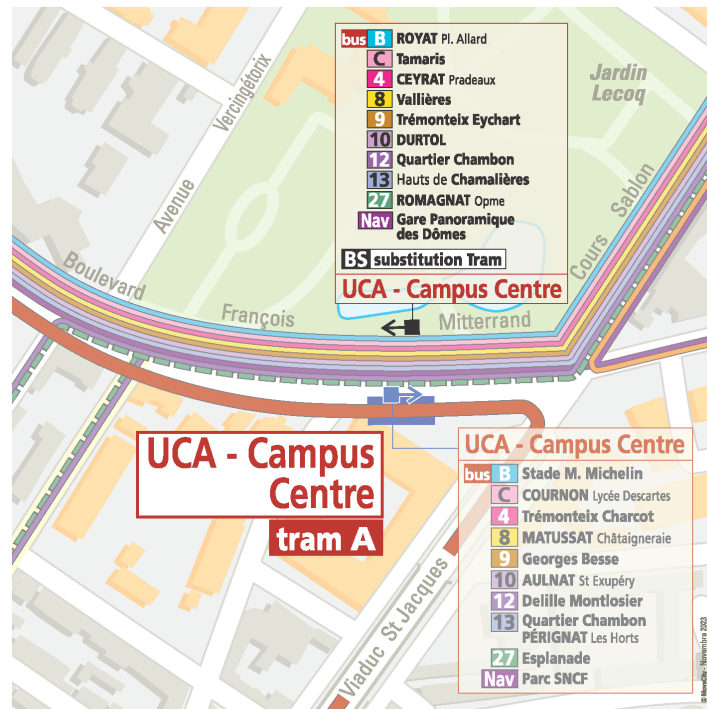 bus B ROYAT Pl. Allard
C Tamaris
4 CEYRAT Pradeaux
8 Vallières
9 Trémonteix Eychart
10 DURTOL
12 Quartier Chambon
13 Hauts de Chamalières
27 ROMAGNAT Opme
Nav Gare Panoramique
des Dômes
BS substitution Tram
UCA - Campus Centre
Jardin
Lecoq
Avenue Vercingétorix
Cours Sablon
Boulevard François Mitterrand
UCA - Campus
Centre
tram A
Viaduc St Jacques
UCA - Campus Centre
bus B Stade M. Michelin
C COURNON Lycée Descartes
4 Trémonteix Charcot
8 MATUSSAT Châtaigneraie
9 Georges Besse
10 AULNAT St Exupéry
12 Delille Montlosier
13 Quartier Chambon
PÉRIGNAT Les Horts
27 Esplanade
Nav Parc SNCF